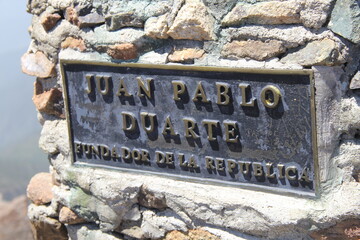 JUAN PABLO
DUARTE
FUNDADOR DE LA REPUBLICA